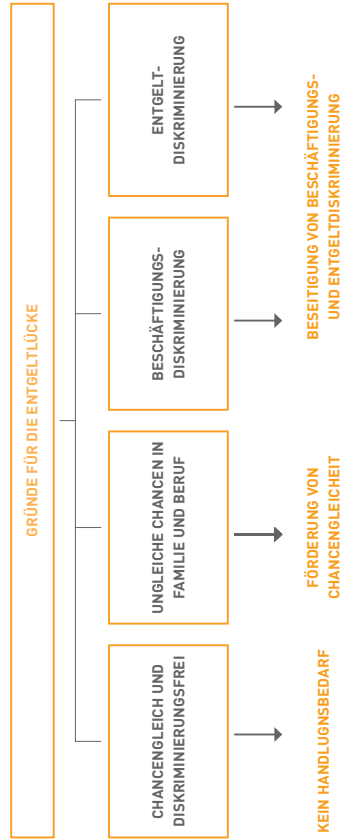 GRÜNDE FÜR DIE ENTGELTLÜCKE
CHANCENGLEICH UND
DISKRIMINIERUNGSFREI
UNGLEICHE CHANCEN IN
FAMILIE UND BERUF
BESCHÄFTIGUNGS-
DISKRIMINIERUNG
ENTGELT-
DISKRIMINIERUNG
KEIN HANDLUGNSBEDARF
FÖRDERUNG VON
CHANCENGLEICHEIT
BESEITIGUNG VON BESCHÄFTIGUNGS-
UND ENTGELTDISKRIMINIERUNG